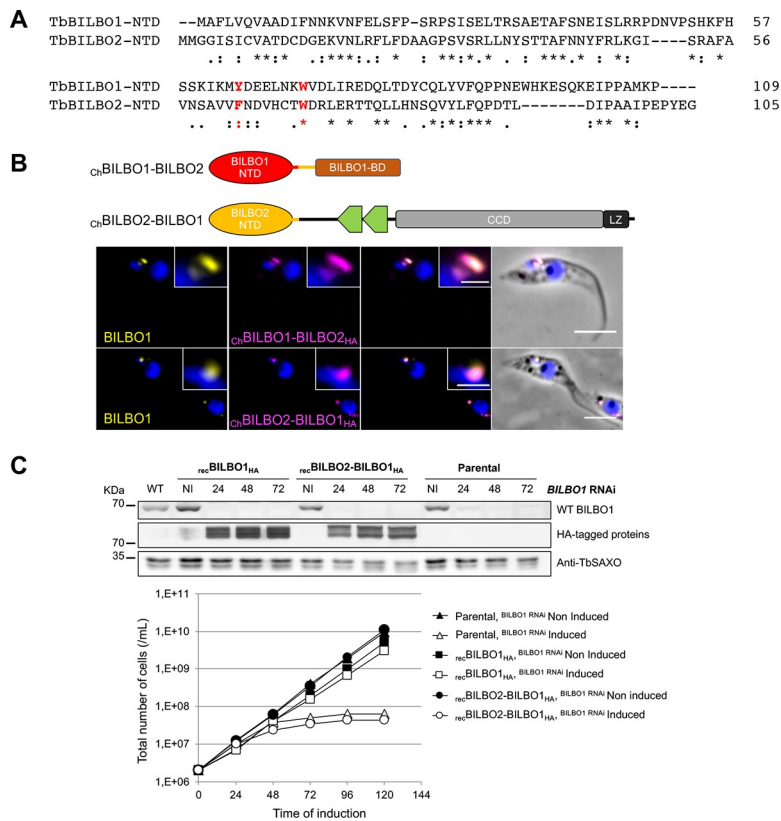 A
TbBILBO1-NTD ---MAFLVQVAADIFNNKVNFELSFP-SRPSISELTRSAETAFSNEISLRRPDNVPSHKFH 57
TbBILBO2-NTD MMGGISICVATDCDGEKVNLRFLFDAAGPSVSRLLNYSTTAFNNYFRLKGI----SRAFA 56
TbBILBO1-NTD SSKIKMYDEELNKWVDLIREDQLTDYCQLYVFQPPNEWHKESQKEIPPAMKP---- 109
TbBILBO2-NTD VNSAVVFNDVHCTWDRLERTTQLLHNSQVYLFQPDTL-------DIPAAIPEPYEG 105
B
ChBILBO1-BILBO2
BILBO1
NTD
BILBO1-BD
ChBILBO2-BILBO1
BILBO2
NTD
CCD
LZ
BILBO1
ChBILBO1-BILBO2HA
BILBO1
ChBILBO2-BILBO1HA
C
recBILBO1HA recBILBO2-BILBO1HA Parental
KDa WT NI 24 48 72 NI 24 48 72 NI 24 48 72 BILBO1 RNAi
70 WT BILBO1
HA-tagged proteins
70
35 Anti-TbSAXO
1,E+11
1,E+10
1,E+09
1,E+08
1,E+07
1,E+06
Total number of cells (/mL)
0 24 48 72 96 120 144
Time of induction
Parental, BILBO1 RNAi Non Induced
Parental, BILBO1 RNAi Induced
recBILBO1HA, BILBO1 RNAi Non Induced
recBILBO1HA, BILBO1 RNAi Induced
recBILBO2-BILBO1HA, BILBO1 RNAi Non induced
recBILBO2-BILBO1HA, BILBO1 RNAi Induced